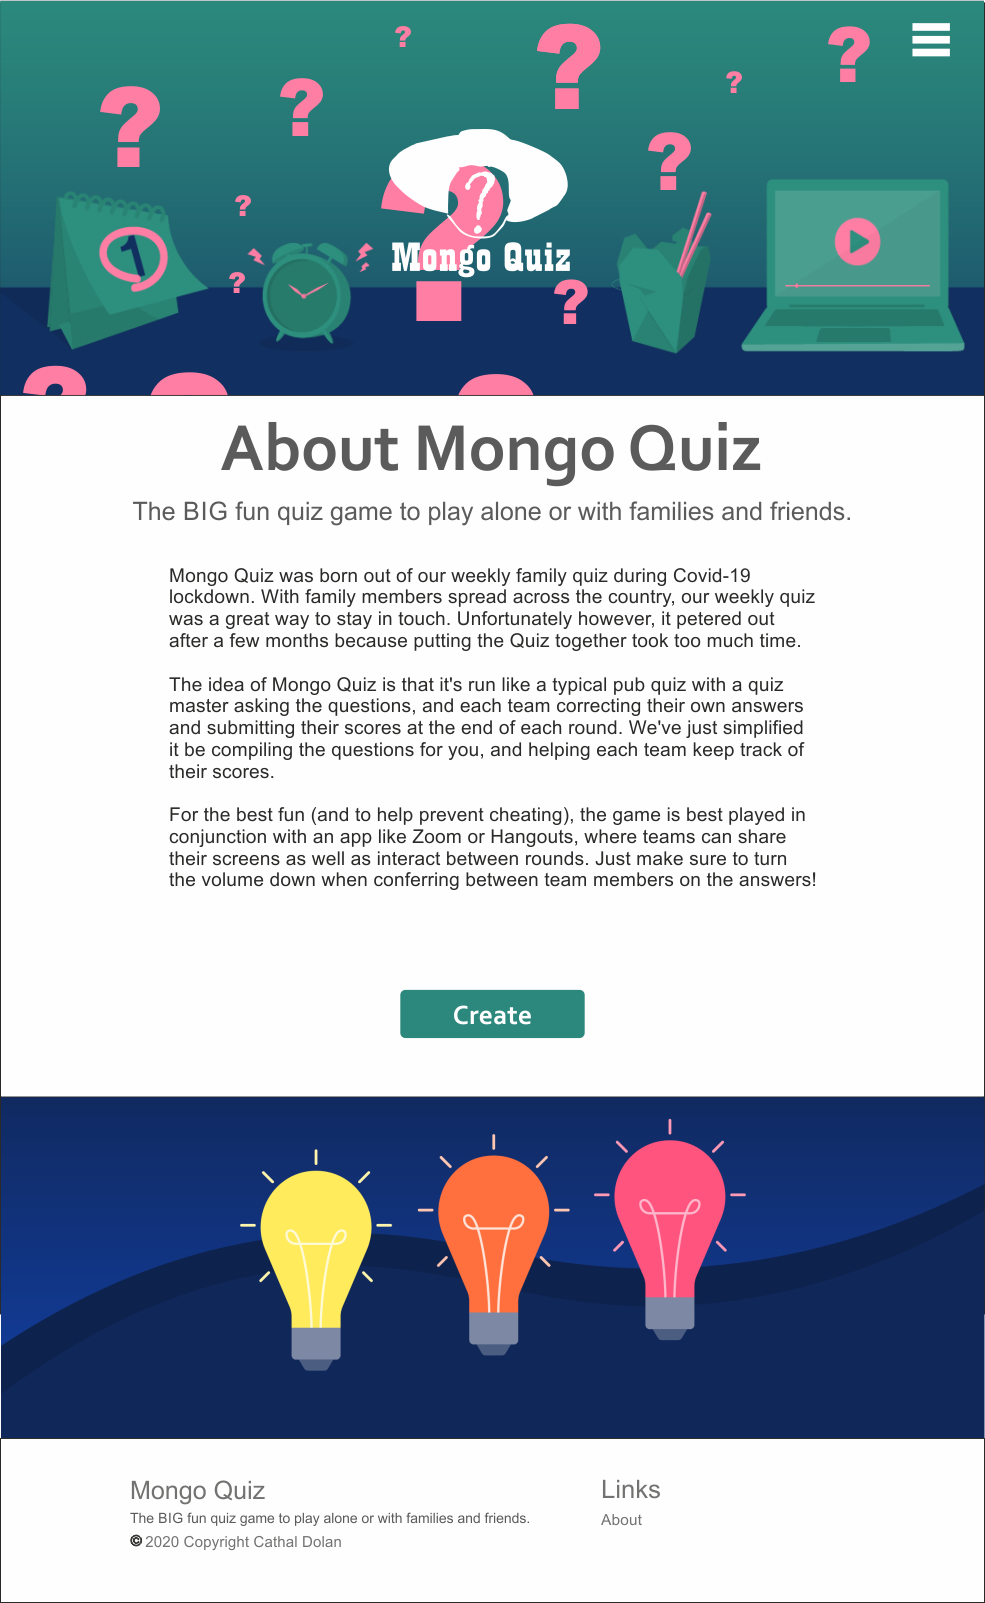 1
Mongo Quiz
About Mongo Quiz
The BIG fun quiz game to play alone or with families and friends.
Mongo Quiz was born out of our weekly family quiz during Covid-19
lockdown. With family members spread across the country, our weekly quiz
was a great way to stay in touch. Unfortunately however, it petered out
after a few months because putting the Quiz together took too much time.
The idea of Mongo Quiz is that it's run like a typical pub quiz with a quiz
master asking the questions, and each team correcting their own answers
and submitting their scores at the end of each round. We've just simplified
it be compiling the questions for you, and helping each team keep track of
their scores.
For the best fun (and to help prevent cheating), the game is best played in
conjunction with an app like Zoom or Hangouts, where teams can share
their screens as well as interact between rounds. Just make sure to turn
the volume down when conferring between team members on the answers!
Create
Mongo Quiz
The BIG fun quiz game to play alone or with families and friends.
© 2020 Copyright Cathal Dolan
Links
About